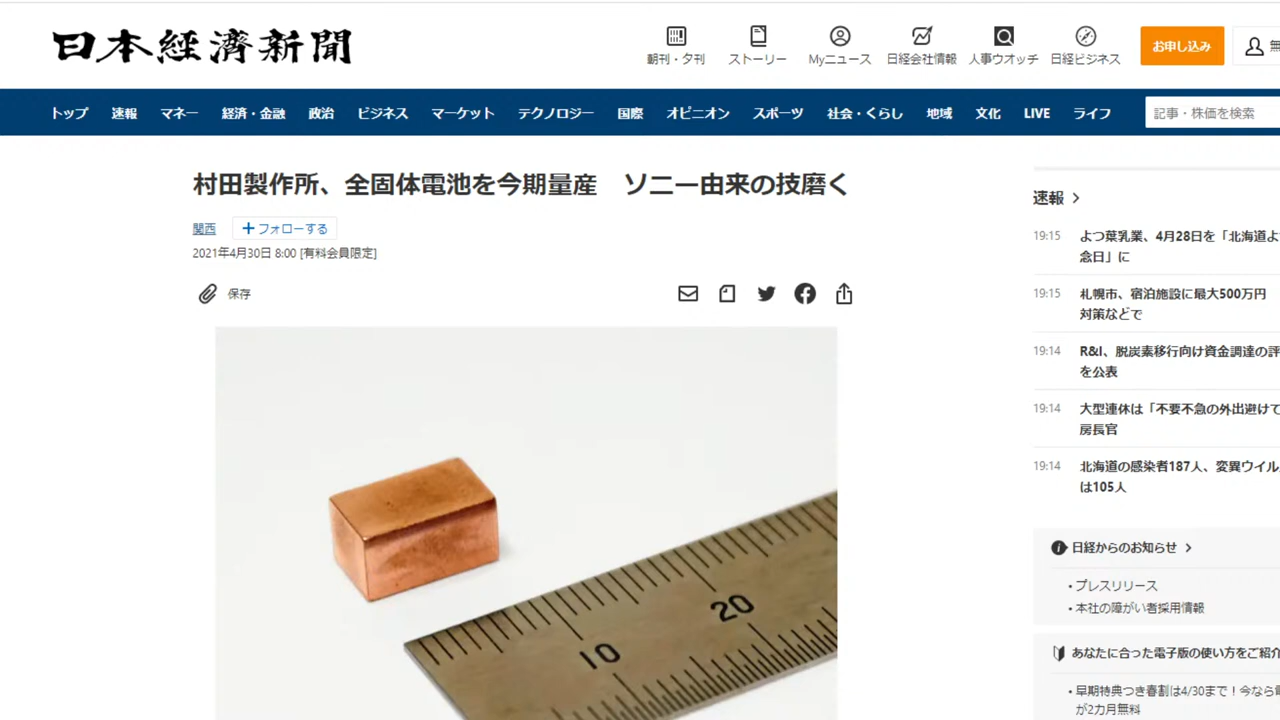 日本経済新聞
朝刊・夕刊 ストーリー Myニュース 日経会社情報 人事ウオッチ 日経ビジネス
お申し込み
無
トップ 速報 マネー 経済・金融 政治 ビジネス マーケット テクノロジー 国際 オピニオン スポーツ 社会・くらし 地域 文化 LIVE ライフ
記事・株価を検索
村田製作所、全固体電池を今期量産 ソニー由来の技磨く
関西 +フォローする
2021年4月30日 8:00 [有料会員限定]
保存
10
20
速報
19:15 よつ葉乳業、4月28日を「北海道よ
念日」に
19:15 札幌市、宿泊施設に最大500万円
対策などで
19:14 R&I、脱炭素移行向け資金調達の評
を公表
19:14 大型連休は「不要不急の外出避けて
房長官
19:14 北海道の感染者187人、変異ウイル
は105人
日経からのお知らせ
・プレスリリース
・本社の障がい者採用情報
あなたに合った電子版の使い方をご紹介
・早期特典つき春割は4/30まで！今なら電
が2カ月無料